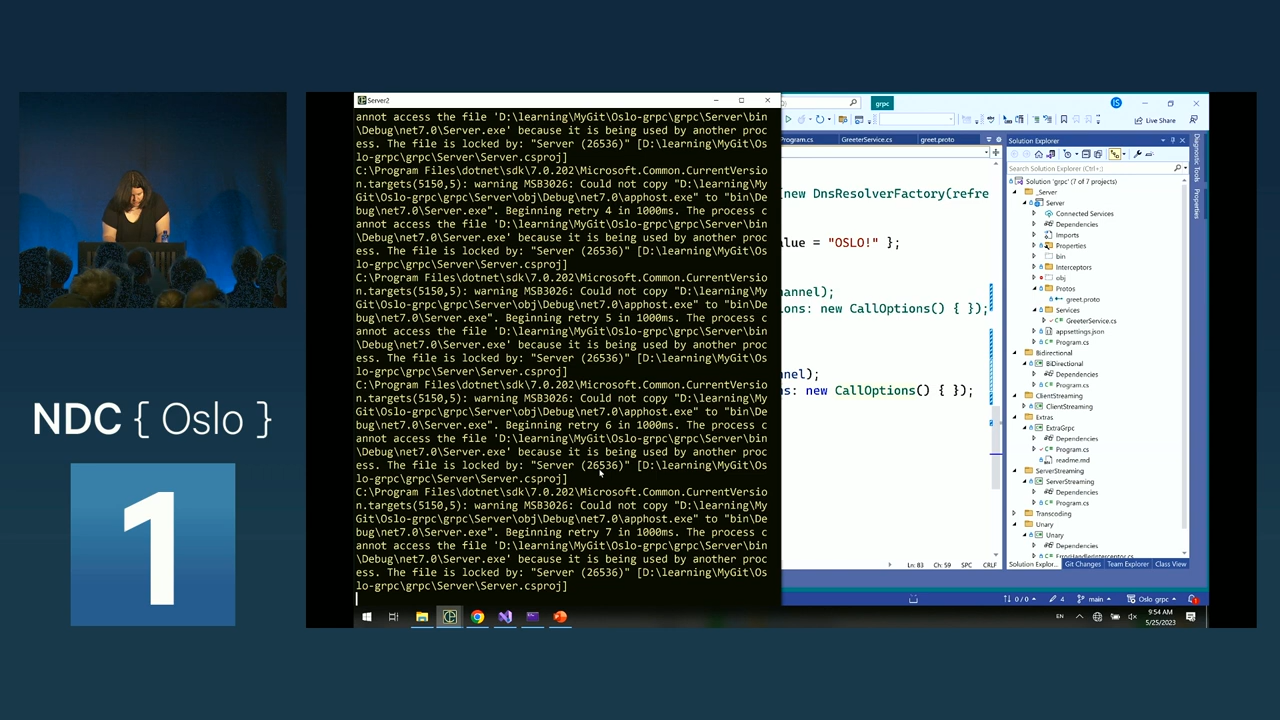 NDC { Oslo }
1
Server2
annot access the file 'D:\learning\MyGit\Oslo-grpc\grpc\Server\bin
\Debug\net7.0\Server.exe' because it is being used by another proc
ess. The file is locked by: "Server (26536)" [D:\learning\MyGit\Os
lo-grpc\grpc\Server\Server.csproj]
C:\Program Files\dotnet\sdk\7.0.202\Microsoft.Common.CurrentVersio
n.targets(5150,5): warning MSB3026: Could not copy "D:\learning\My
Git\Oslo-grpc\grpc\Server\obj\Debug\net7.0\apphost.exe" to "bin\De
bug\net7.0\Server.exe". Beginning retry 4 in 1000ms. The process c
annot access the file 'D:\learning\MyGit\Oslo-grpc\grpc\Server\bin
\Debug\net7.0\Server.exe' because it is being used by another proc
ess. The file is locked by: "Server (26536)" [D:\learning\MyGit\Os
lo-grpc\grpc\Server\Server.csproj]
C:\Program Files\dotnet\sdk\7.0.202\Microsoft.Common.CurrentVersio
n.targets(5150,5): warning MSB3026: Could not copy "D:\learning\My
Git\Oslo-grpc\grpc\Server\obj\Debug\net7.0\apphost.exe" to "bin\De
bug\net7.0\Server.exe". Beginning retry 5 in 1000ms. The process c
annot access the file 'D:\learning\MyGit\Oslo-grpc\grpc\Server\bin
\Debug\net7.0\Server.exe' because it is being used by another proc
ess. The file is locked by: "Server (26536)" [D:\learning\MyGit\Os
lo-grpc\grpc\Server\Server.csproj]
C:\Program Files\dotnet\sdk\7.0.202\Microsoft.Common.CurrentVersio
n.targets(5150,5): warning MSB3026: Could not copy "D:\learning\My
Git\Oslo-grpc\grpc\Server\obj\Debug\net7.0\apphost.exe" to "bin\De
bug\net7.0\Server.exe". Beginning retry 6 in 1000ms. The process c
annot access the file 'D:\learning\MyGit\Oslo-grpc\grpc\Server\bin
\Debug\net7.0\Server.exe' because it is being used by another proc
ess. The file is locked by: "Server (26536)" [D:\learning\MyGit\Os
lo-grpc\grpc\Server\Server.csproj]
C:\Program Files\dotnet\sdk\7.0.202\Microsoft.Common.CurrentVersio
n.targets(5150,5): warning MSB3026: Could not copy "D:\learning\My
Git\Oslo-grpc\grpc\Server\obj\Debug\net7.0\apphost.exe" to "bin\De
bug\net7.0\Server.exe". Beginning retry 7 in 1000ms. The process c
annot access the file 'D:\learning\MyGit\Oslo-grpc\grpc\Server\bin
\Debug\net7.0\Server.exe' because it is being used by another proc
ess. The file is locked by: "Server (26536)" [D:\learning\MyGit\Os
lo-grpc\grpc\Server\Server.csproj]
grpc
IS
Live Share
Program.cs GreeterService.cs greet.proto
(new DnsResolverFactory(refre
alue = "OSLO!" };
hannel);
ons: new CallOptions() { });
nnel);
s: new CallOptions() { });
Ln: 83 Ch: 59 SPC CRLF
Solution Explorer
Search Solution Explorer (Ctrl+;)
Solution 'grpc' (7 of 7 projects)
_Server
Server
Connected Services
Dependencies
Imports
Properties
bin
Interceptors
obj
Protos
greet.proto
Services
GreeterService.cs
appsettings.json
Program.cs
Bidirectional
BiDirectional
Dependencies
Program.cs
ClientStreaming
ClientStreaming
Extras
ExtraGrpc
Dependencies
Program.cs
readme.md
ServerStreaming
ServerStreaming
Dependencies
Program.cs
Transcoding
Unary
Unary
Dependencies
ErrorHandlerInterceptor.cs
Solution Explor... Git Changes Team Explorer Class View
Diagnostic Tools
Properties
0 / 0 4 main Oslo grpc 1
EN
9:54 AM
5/25/2023